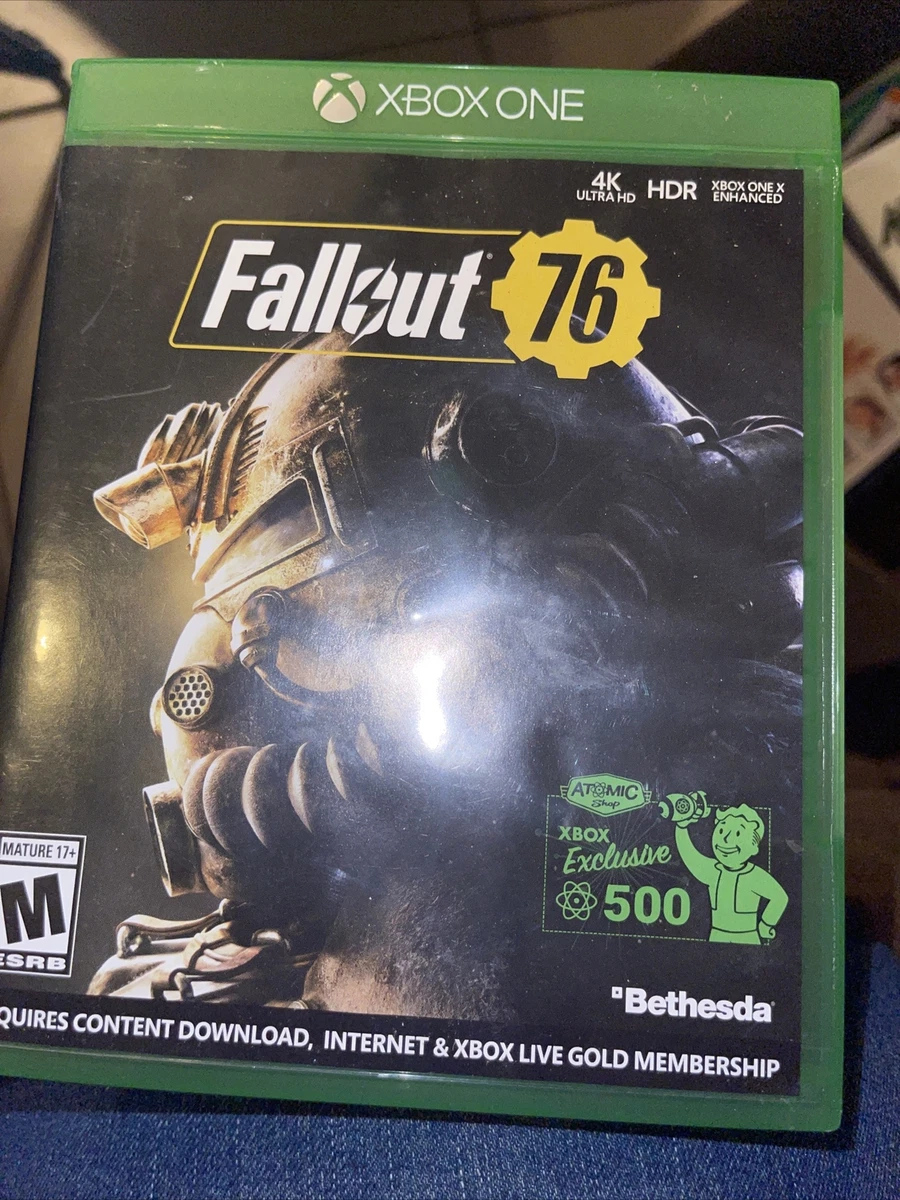 XBOX ONE
4K
ULTRA HD
HDR
XBOX ONE X
ENHANCED
Fallout® 76
ATOMIC
Shop
XBOX
Exclusive
500
MATURE 17+
M
ESRB
Bethesda®
QUIRES CONTENT DOWNLOAD, INTERNET & XBOX LIVE GOLD MEMBERSHIP